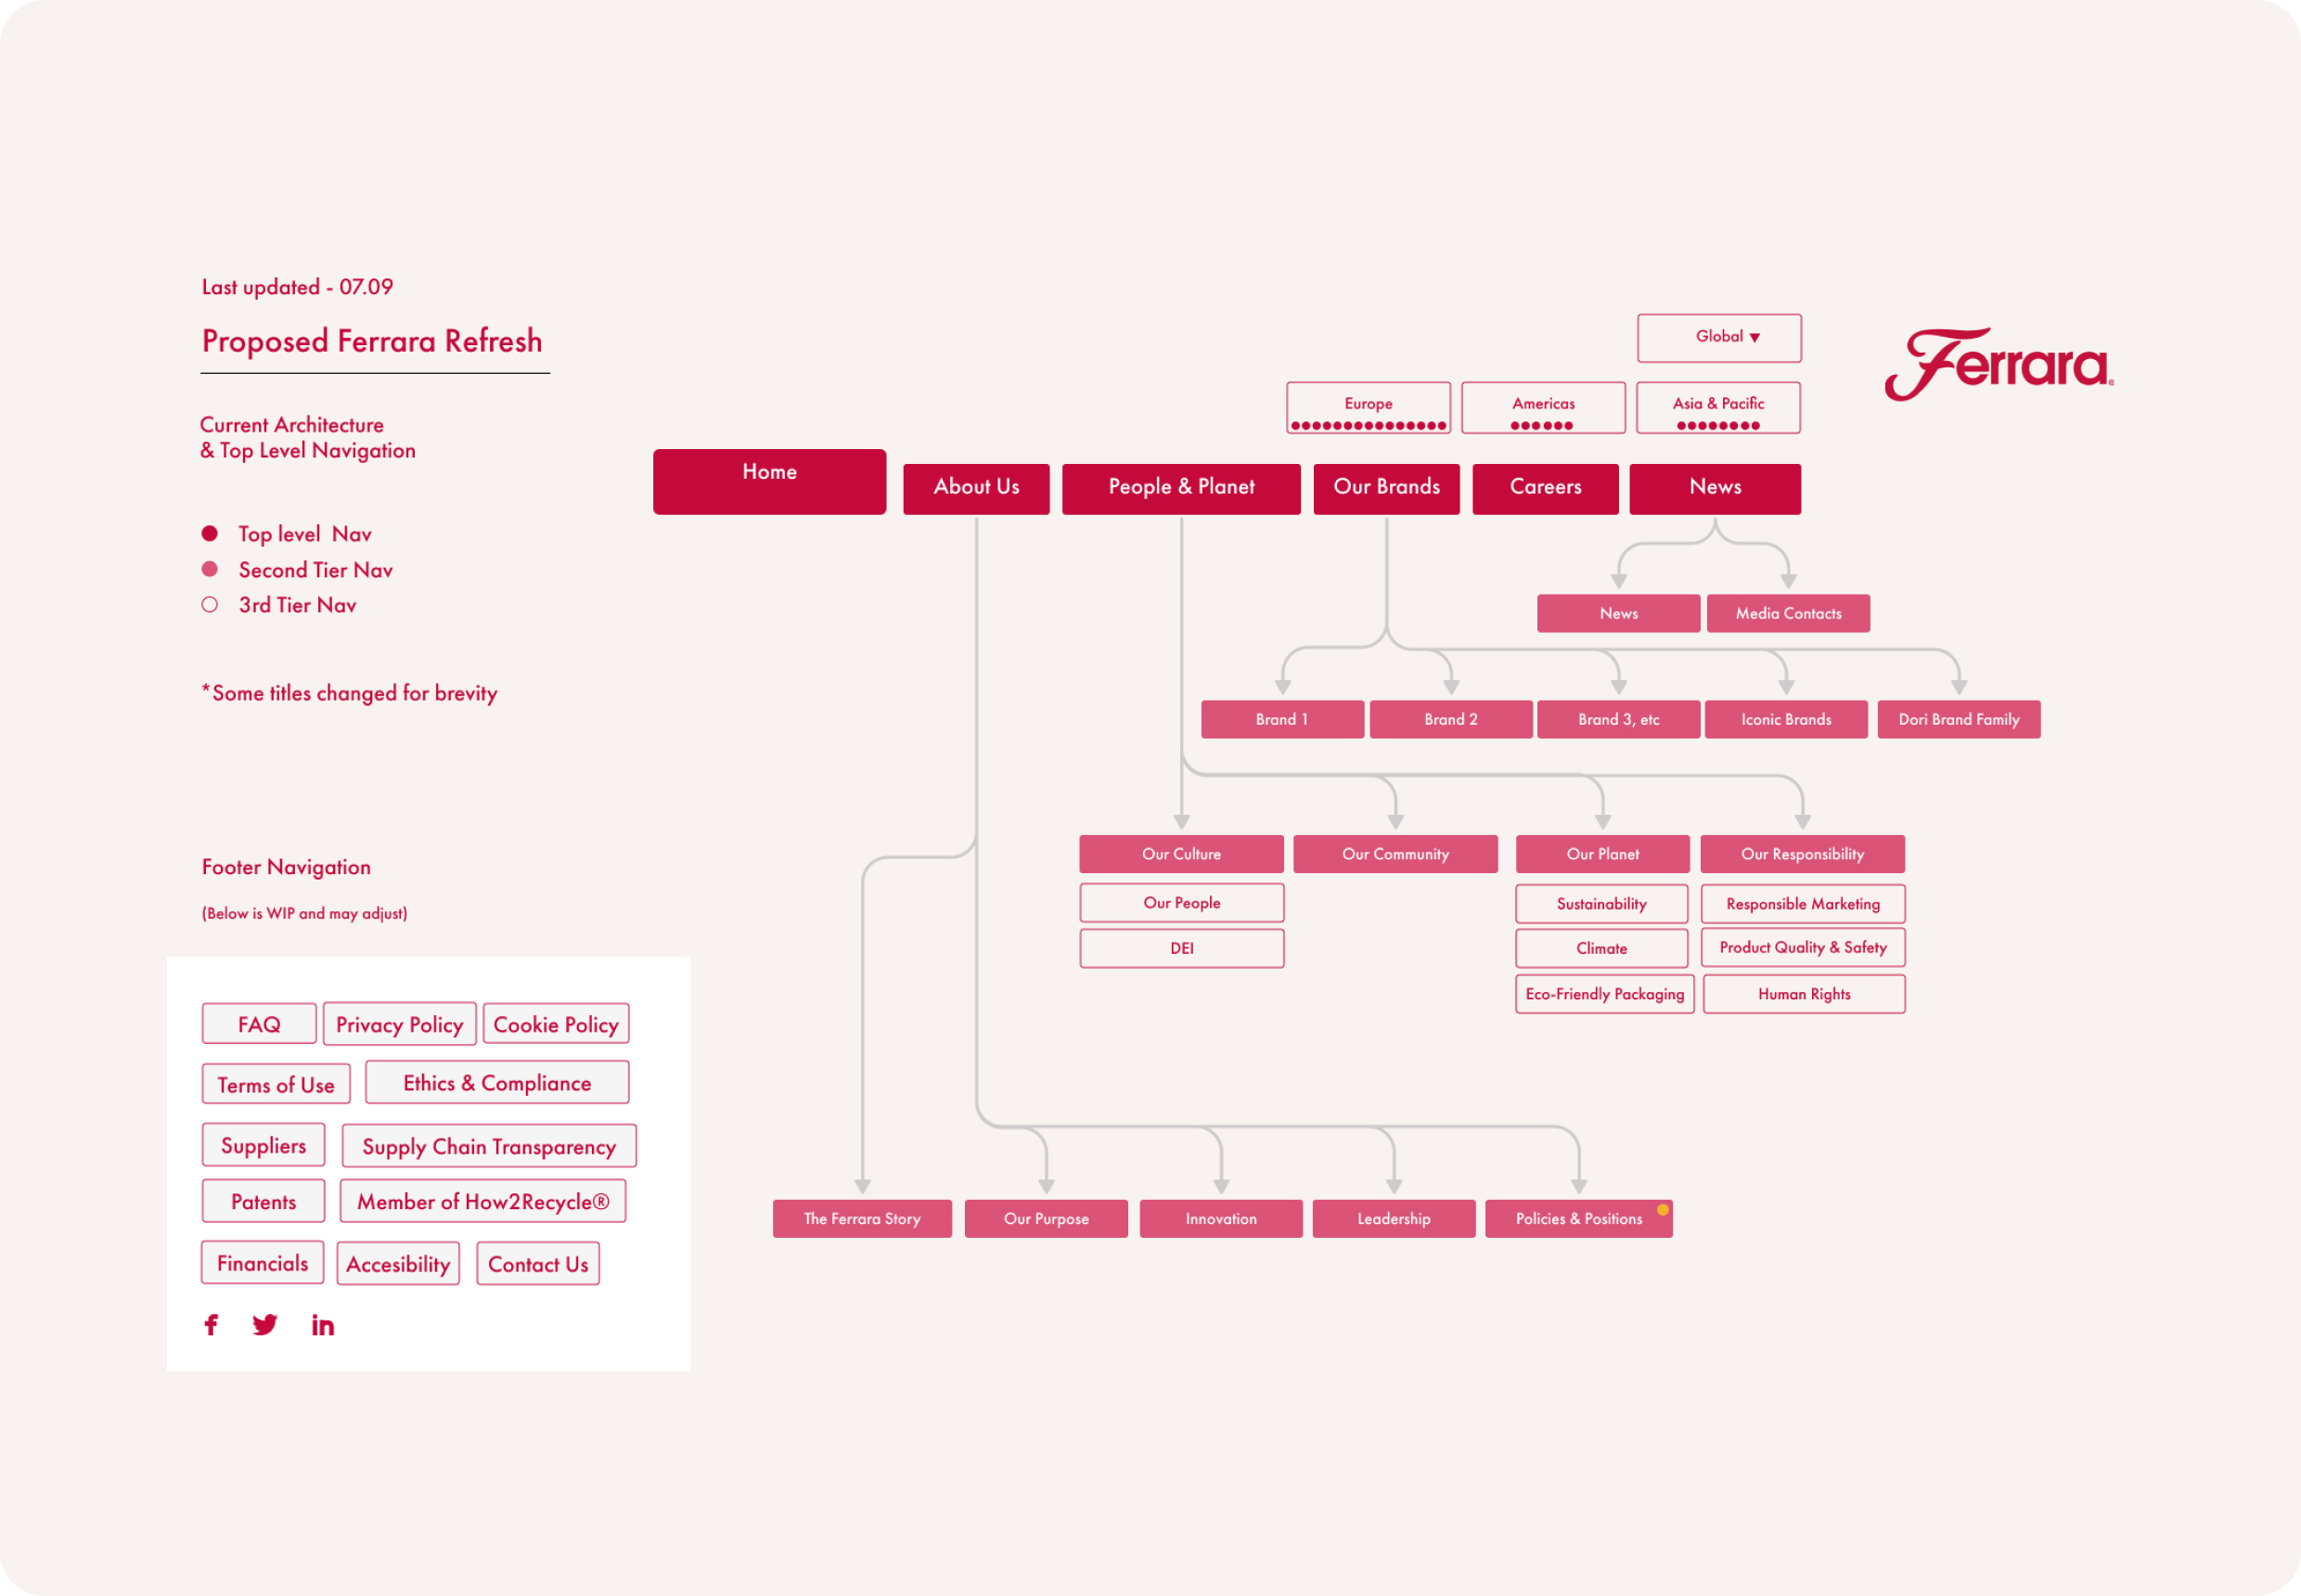 Last updated - 07.09
Proposed Ferrara Refresh
Current Architecture
& Top Level Navigation
Top level Nav
Second Tier Nav
3rd Tier Nav
*Some titles changed for brevity
Global
Ferrara
Europe
Americas
Asia & Pacific
Home
About Us
People & Planet
Our Brands
Careers
News
News
Media Contacts
Brand 1
Brand 2
Brand 3, etc
Iconic Brands
Dori Brand Family
Our Culture
Our Community
Our Planet
Our Responsibility
Our People
Sustainability
Responsible Marketing
DEI
Climate
Product Quality & Safety
Eco-Friendly Packaging
Human Rights
The Ferrara Story
Our Purpose
Innovation
Leadership
Policies & Positions
Footer Navigation
(Below is WIP and may adjust)
FAQ
Privacy Policy
Cookie Policy
Terms of Use
Ethics & Compliance
Suppliers
Supply Chain Transparency
Patents
Member of How2Recycle®
Financials
Accesibility
Contact Us